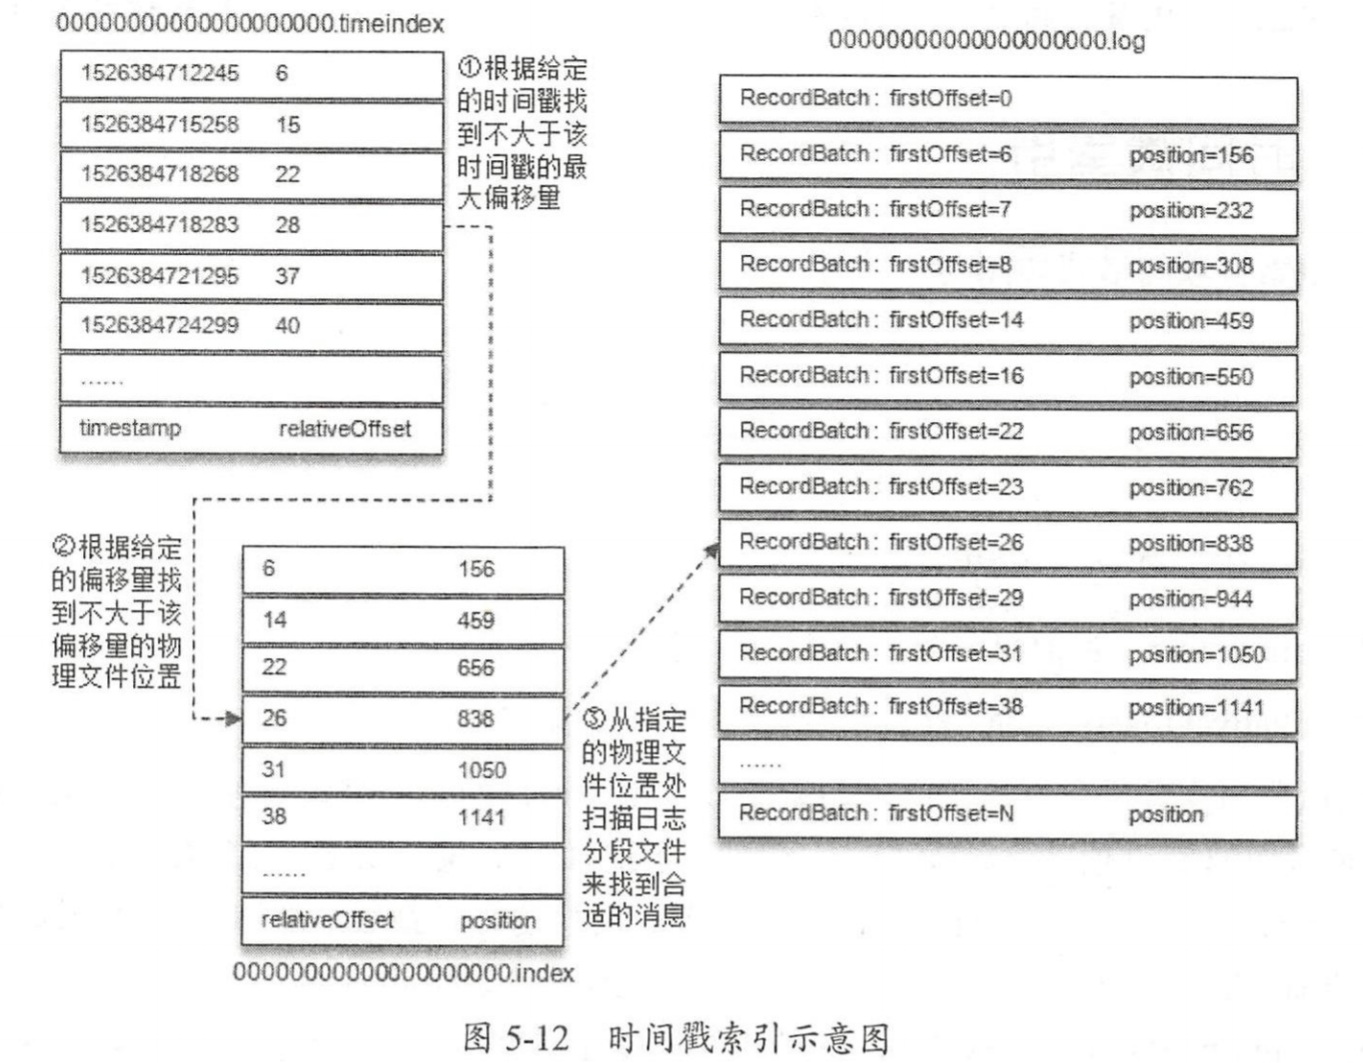 00000000000000000000.timeindex
1526384712245 6
1526384715258 15
1526384718268 22
1526384718283 28
1526384721295 37
1526384724299 40
……
timestamp relativeOffset
①根据给定
的时间戳找
到不大于该
时间戳的最
大偏移量
②根据给定
的偏移量找
到不大于该
偏移量的物
理文件位置
6 156
14 459
22 656
26 838
31 1050
38 1141
……
relativeOffset position
00000000000000000000.index
③从指定
的物理文
件位置处
扫描日志
分段文件
来找到合
适的消息
00000000000000000000.log
RecordBatch: firstOffset=0
RecordBatch: firstOffset=6 position=156
RecordBatch: firstOffset=7 position=232
RecordBatch: firstOffset=8 position=308
RecordBatch: firstOffset=14 position=459
RecordBatch: firstOffset=16 position=550
RecordBatch: firstOffset=22 position=656
RecordBatch: firstOffset=23 position=762
RecordBatch: firstOffset=26 position=838
RecordBatch: firstOffset=29 position=944
RecordBatch: firstOffset=31 position=1050
RecordBatch: firstOffset=38 position=1141
……
RecordBatch: firstOffset=N position
图 5-12 时间戳索引示意图